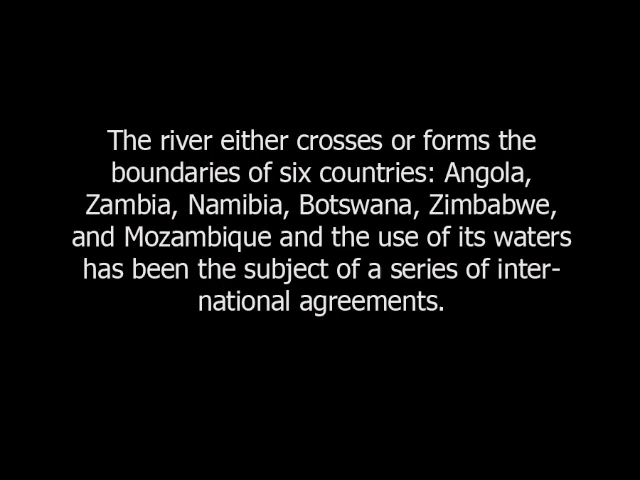 The river either crosses or forms the
boundaries of six countries: Angola,
Zambia, Namibia, Botswana, Zimbabwe,
and Mozambique and the use of its waters
has been the subject of a series of inter-
national agreements.